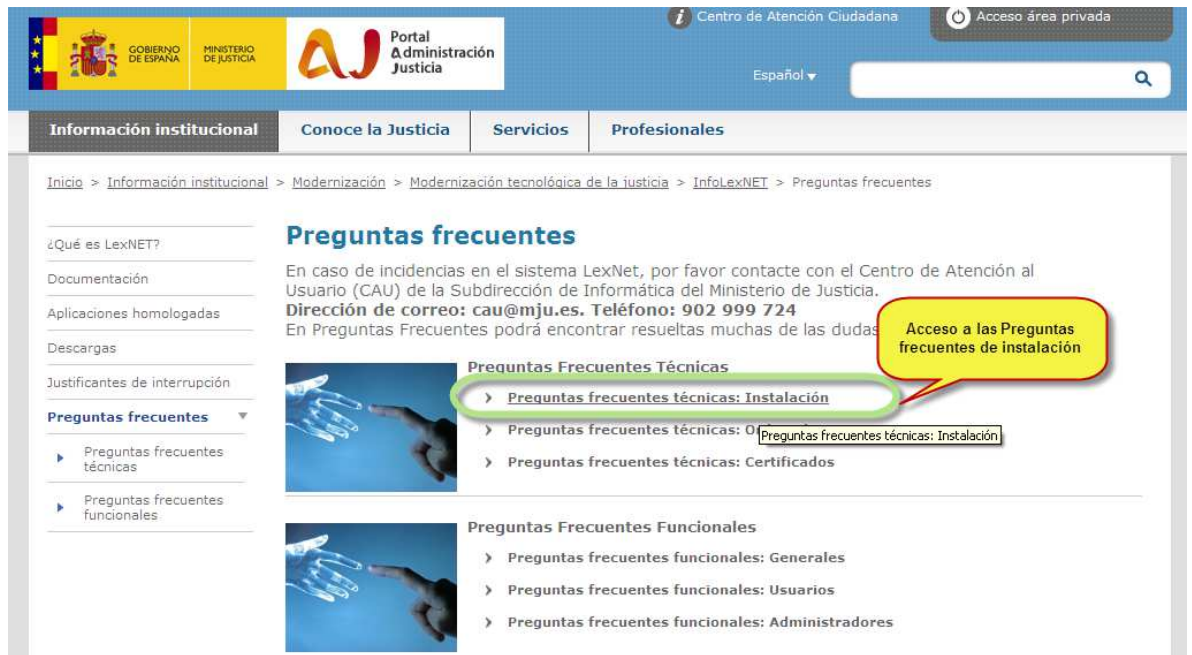 Centro de Atención Ciudadana
Acceso área privada
GOBIERNO DE ESPAÑA
MINISTERIO DE JUSTICIA
Portal
Administración
Justicia
Español
Información institucional
Conoce la Justicia
Servicios
Profesionales
Inicio > Información institucional > Modernización > Modernización tecnológica de la justicia > InfoLexNET > Preguntas frecuentes
¿Qué es LexNET?
Documentación
Aplicaciones homologadas
Descargas
Justificantes de interrupción
Preguntas frecuentes
Preguntas frecuentes
técnicas
Preguntas frecuentes
funcionales
Preguntas frecuentes
En caso de incidencias en el sistema LexNet, por favor contacte con el Centro de Atención al
Usuario (CAU) de la Subdirección de Informática del Ministerio de Justicia.
Dirección de correo: cau@mju.es. Teléfono: 902 999 724
En Preguntas Frecuentes podrá encontrar resueltas muchas de las dudas
Acceso a las Preguntas
frecuentes de instalación
Preguntas Frecuentes Técnicas
> Preguntas frecuentes técnicas: Instalación
> Preguntas frecuentes técnicas:
Preguntas frecuentes técnicas: Instalación
> Preguntas frecuentes técnicas: Certificados
Preguntas Frecuentes Funcionales
> Preguntas frecuentes funcionales: Generales
> Preguntas frecuentes funcionales: Usuarios
> Preguntas frecuentes funcionales: Administradores